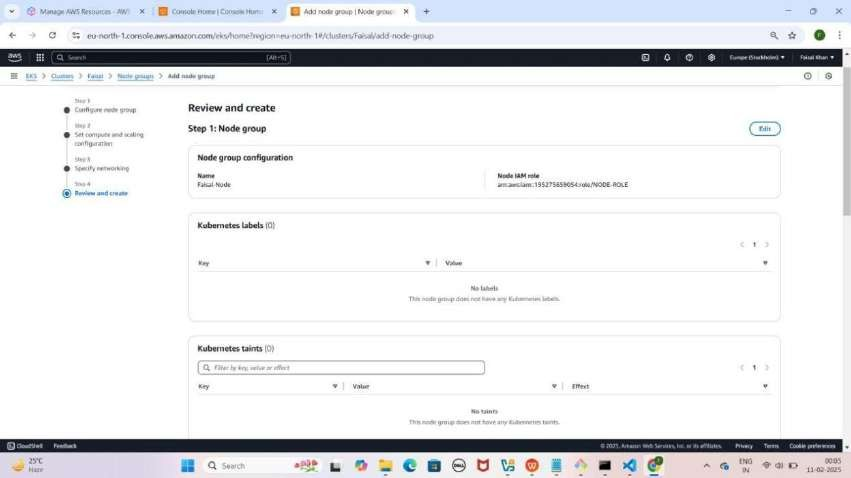 Manage AWS Resources - AWS
Console Home | Console Home
Add node group | Node groups
eu-north-1.console.aws.amazon.com/eks/home?region=eu-north-1#/clusters/Faisal/add-node-group
aws
Search
[Alt+S]
Europe (Stockholm)
Faisal Khan
EKS
Clusters
Faisal
Node groups
Add node group
Step 1
Configure node group
Step 2
Set compute and scaling
configuration
Step 3
Specify networking
Step 4
Review and create
Review and create
Step 1: Node group
Edit
Node group configuration
Name
Faisal-Node
Node IAM role
arn:aws:iam::195275659054:role/NODE-ROLE
Kubernetes labels (0)
1
Key
Value
No labels
This node group does not have any Kubernetes labels.
Kubernetes taints (0)
Filter by key, value or effect
1
Key
Value
Effect
No taints
This node group does not have any Kubernetes taints.
CloudShell
Feedback
© 2025, Amazon Web Services, Inc. or its affiliates.
Privacy
Terms
Cookie preferences
25°C
Haze
Search
DELL
ENG
IN
00:05
11-02-2025